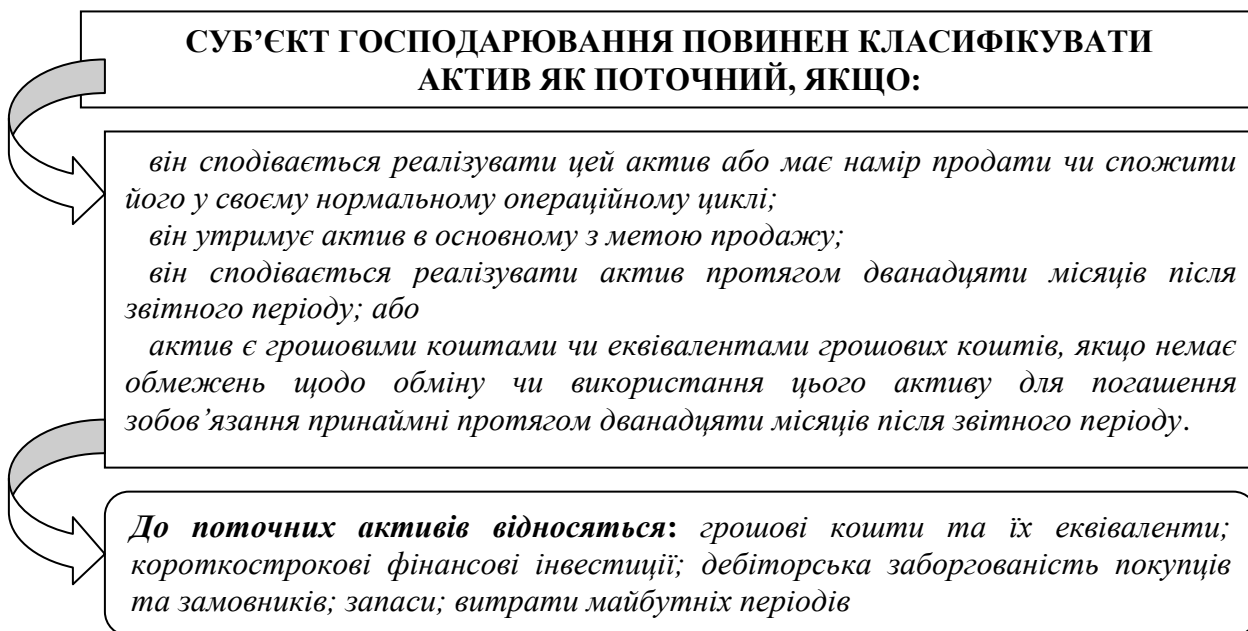 СУБ’ЄКТ ГОСПОДАРЮВАННЯ ПОВИНЕН КЛАСИФІКУВАТИ
АКТИВ ЯК ПОТОЧНИЙ, ЯКЩО:
він сподівається реалізувати цей актив або має намір продати чи спожити
його у своєму нормальному операційному циклі;
він утримує актив в основному з метою продажу;
він сподівається реалізувати актив протягом дванадцяти місяців після
звітного періоду; або
актив є грошовими коштами чи еквівалентами грошових коштів, якщо немає
обмежень щодо обміну чи використання цього активу для погашення
зобов’язання принаймні протягом дванадцяти місяців після звітного періоду.
До поточних активів відносяться: грошові кошти та їх еквіваленти;
короткострокові фінансові інвестиції; дебіторська заборгованість покупців
та замовників; запаси; витрати майбутніх періодів